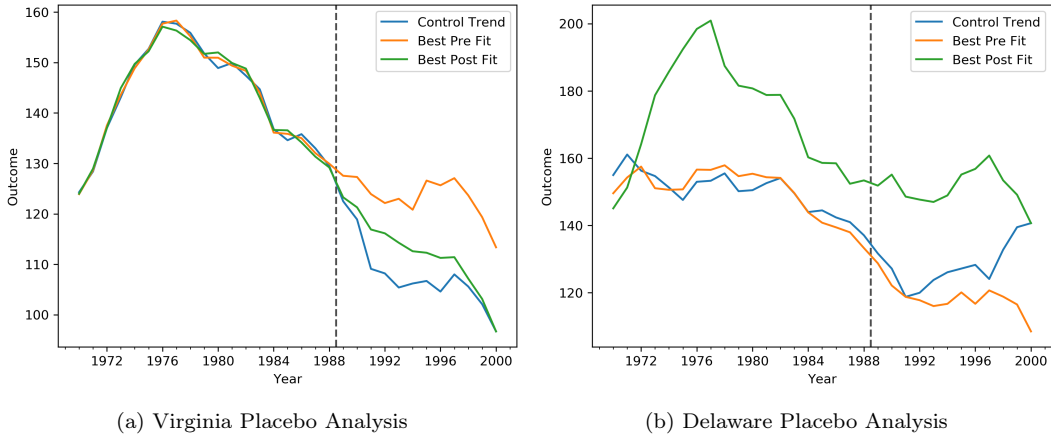 160
150
140
130
120
110
100
Outcome
1972
1976
1980
1984
1988
1992
1996
2000
Year
Control Trend
Best Pre Fit
Best Post Fit
(a) Virginia Placebo Analysis
200
180
160
140
120
Outcome
1972
1976
1980
1984
1988
1992
1996
2000
Year
Control Trend
Best Pre Fit
Best Post Fit
(b) Delaware Placebo Analysis